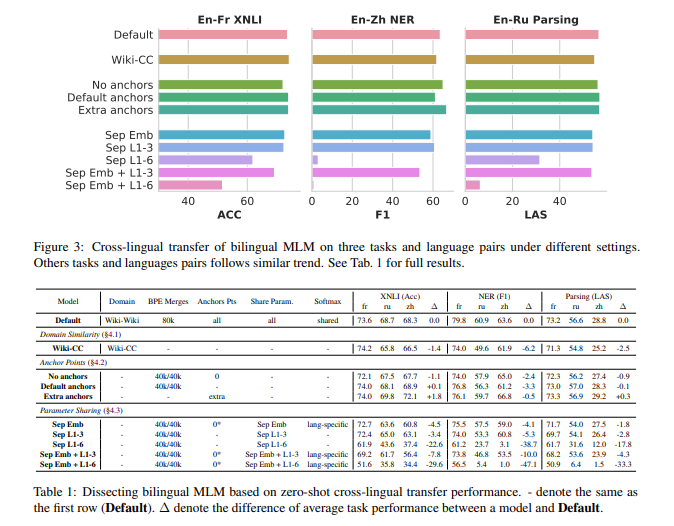 En-Fr XNLI En-Zh NER En-Ru Parsing
Default
Wiki-CC
No anchors
Default anchors
Extra anchors
Sep Emb
Sep L1-3
Sep L1-6
Sep Emb + L1-3
Sep Emb + L1-6
40 60 0 20 40 60 0 20 40 60
ACC F1 LAS
Figure 3: Cross-lingual transfer of bilingual MLM on three tasks and language pairs under different settings.
Others tasks and languages pairs follows similar trend. See Tab. 1 for full results.
Model Domain BPE Merges Anchors Pts Share Param. Softmax XNLI (Acc) NER (F1) Parsing (LAS)
fr ru zh Δ fr ru zh Δ fr ru zh Δ
Default Wiki-Wiki 80k all all shared 73.6 68.7 68.3 0.0 79.8 60.9 63.6 0.0 73.2 56.6 28.8 0.0
Domain Similarity (§4.1)
Wiki-CC Wiki-CC - - - - 74.2 65.8 66.5 -1.4 74.0 49.6 61.9 -6.2 71.3 54.8 25.2 -2.5
Anchor Points (§4.2)
No anchors - 40k/40k 0 - - 72.1 67.5 67.7 -1.1 74.0 57.9 65.0 -2.4 72.3 56.2 27.4 -0.9
Default anchors - 40k/40k - - - 74.0 68.1 68.9 +0.1 76.8 56.3 61.2 -3.3 73.0 57.0 28.3 -0.1
Extra anchors - - extra - - 74.0 69.8 72.1 +1.8 76.1 59.7 66.8 -0.5 73.3 56.9 29.2 +0.3
Parameter Sharing (§4.3)
Sep Emb - 40k/40k 0* Sep Emb lang-specific 72.7 63.6 60.8 -4.5 75.5 57.5 59.0 -4.1 71.7 54.0 27.5 -1.8
Sep L1-3 - 40k/40k - Sep L1-3 - 72.4 65.0 63.1 -3.4 74.0 53.3 60.8 -5.3 69.7 54.1 26.4 -2.8
Sep L1-6 - 40k/40k - Sep L1-6 - 61.9 43.6 37.4 -22.6 61.2 23.7 3.1 -38.7 61.6 31.6 12.0 -17.8
Sep Emb + L1-3 - 40k/40k 0* Sep Emb + L1-3 lang-specific 69.2 61.7 56.4 -7.8 73.8 46.8 53.5 -10.0 68.2 53.6 23.9 -4.3
Sep Emb + L1-6 - 40k/40k 0* Sep Emb + L1-6 lang-specific 51.6 35.8 34.4 -29.6 56.5 5.4 1.0 -47.1 50.9 6.4 1.5 -33.3
Table 1: Dissecting bilingual MLM based on zero-shot cross-lingual transfer performance. - denote the same as
the first row (Default). Δ denote the difference of average task performance between a model and Default.